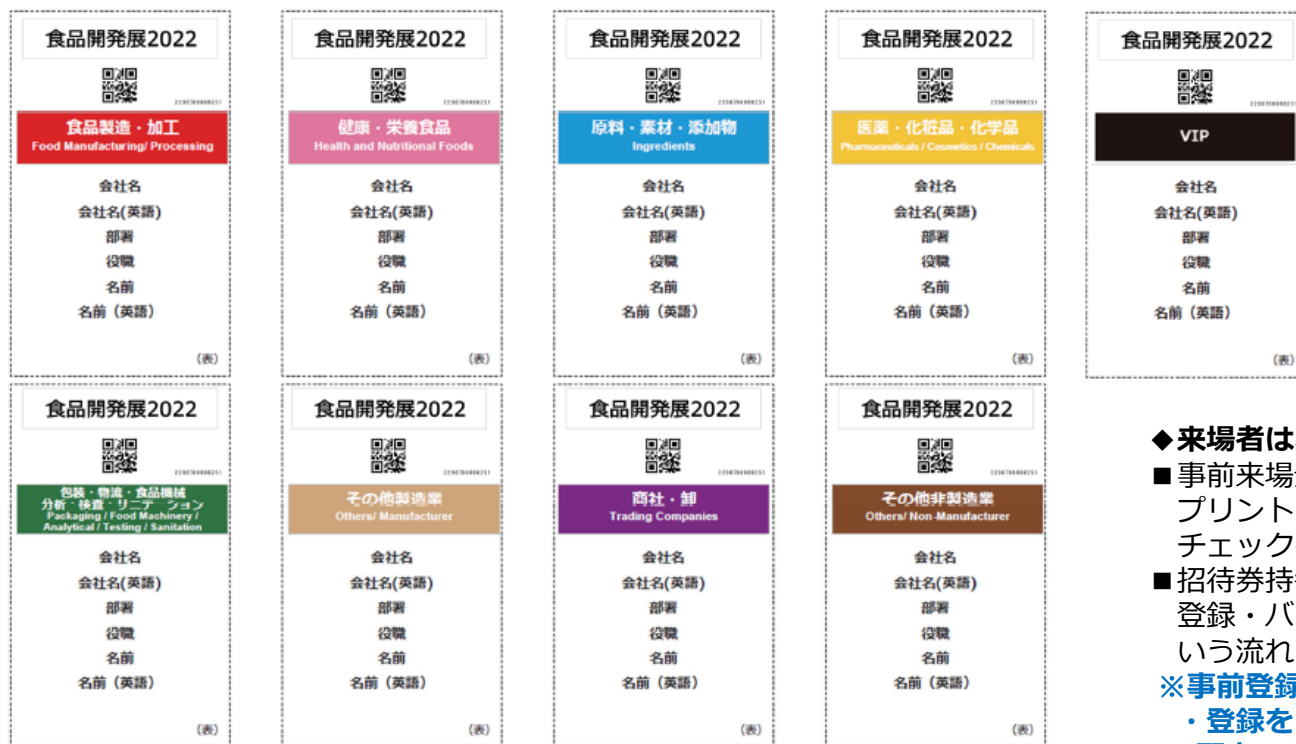 食品開発展2022
食品製造・加工
Food Manufacturing/ Processing
会社名
会社名(英語)
部署
役職
名前
名前（英語）
（表）
食品開発展2022
健康・栄養食品
Health and Nutritional Foods
会社名
会社名(英語)
部署
役職
名前
名前（英語）
（表）
食品開発展2022
原料・素材・添加物
Ingredients
会社名
会社名(英語)
部署
役職
名前
名前（英語）
（表）
食品開発展2022
医薬・化粧品・化学品
Pharmaceuticals / Cosmetics / Chemicals
会社名
会社名(英語)
部署
役職
名前
名前（英語）
（表）
食品開発展2022
VIP
会社名
会社名(英語)
部署
役職
名前
名前（英語）
（表）
食品開発展2022
包装・物流・食品機械
分析・検査・サニテーション
Packaging / Food Machinery /
Analytical / Testing / Sanitation
会社名
会社名(英語)
部署
役職
名前
名前（英語）
（表）
食品開発展2022
その他製造業
Others/ Manufacturer
会社名
会社名(英語)
部署
役職
名前
名前（英語）
（表）
食品開発展2022
商社・卸
Trading Companies
会社名
会社名(英語)
部署
役職
名前
名前（英語）
（表）
食品開発展2022
その他非製造業
Others/ Non-Manufacturer
会社名
会社名(英語)
部署
役職
名前
名前（英語）
（表）
◆来場者は
■事前来場
プリント
チェック
■招待券持
登録・バ
いう流れ
※事前登録
・登録を